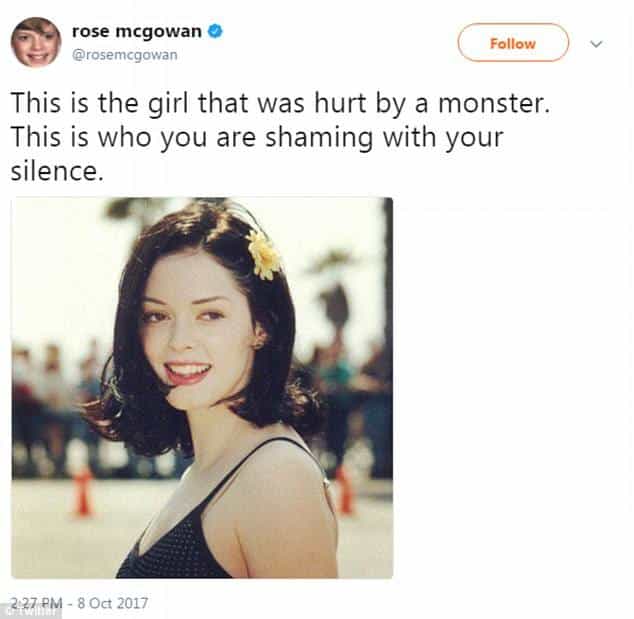 rose mcgowan
@rosemcgowan
Follow
This is the girl that was hurt by a monster.
This is who you are shaming with your
silence.
2:27 PM - 8 Oct 2017
© Twitter